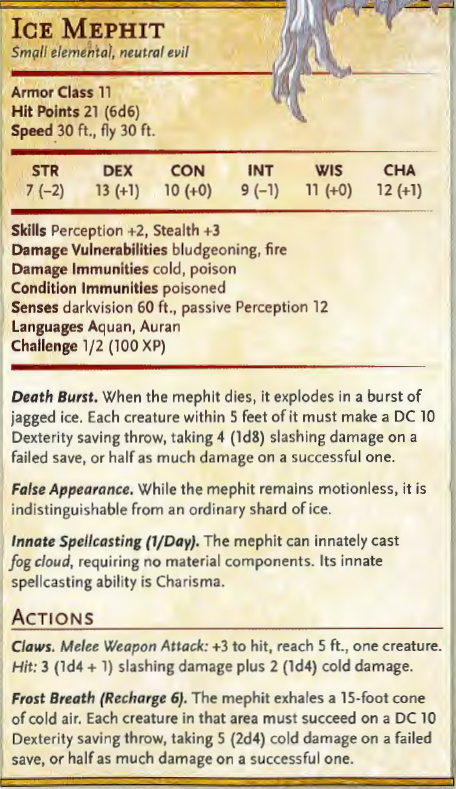 ICE MEPHIT
Small elemental, neutral evil
Armor Class 11
Hit Points 21 (6d6)
Speed 30 ft., fly 30 ft.
STR DEX CON INT WIS CHA
7 (–2) 13 (+1) 10 (+0) 9 (–1) 11 (+0) 12 (+1)
Skills Perception +2, Stealth +3
Damage Vulnerabilities bludgeoning, fire
Damage Immunities cold, poison
Condition Immunities poisoned
Senses darkvision 60 ft., passive Perception 12
Languages Aquan, Auran
Challenge 1/2 (100 XP)
Death Burst. When the mephit dies, it explodes in a burst of
jagged ice. Each creature within 5 feet of it must make a DC 10
Dexterity saving throw, taking 4 (1d8) slashing damage on a
failed save, or half as much damage on a successful one.
False Appearance. While the mephit remains motionless, it is
indistinguishable from an ordinary shard of ice.
Innate Spellcasting (1/Day). The mephit can innately cast
fog cloud, requiring no material components. Its innate
spellcasting ability is Charisma.
ACTIONS
Claws. Melee Weapon Attack: +3 to hit, reach 5 ft., one creature.
Hit: 3 (1d4 + 1) slashing damage plus 2 (1d4) cold damage.
Frost Breath (Recharge 6). The mephit exhales a 15-foot cone
of cold air. Each creature in that area must succeed on a DC 10
Dexterity saving throw, taking 5 (2d4) cold damage on a failed
save, or half as much damage on a successful one.